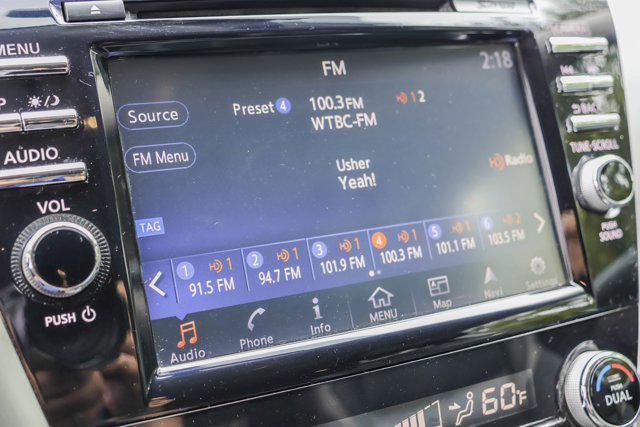 MENU
FM
2:18
Source
Preset 4
100.3 FM
HD 1 2
WTBC-FM
BACK
AUDIO
FM Menu
Usher
Yeah!
HD Radio
TUNE·SCROLL
PUSH
SOUND
VOL
TAG
PUSH
1 HD 1
91.5 FM
2 HD 1
94.7 FM
3 HD 1
101.9 FM
4 HD 1
100.3 FM
5 HD 1
101.1 FM
6 HD 2
103.5 FM
Audio
Phone
Info
MENU
Map
Navi
Settings
60°F
PUSH
DUAL